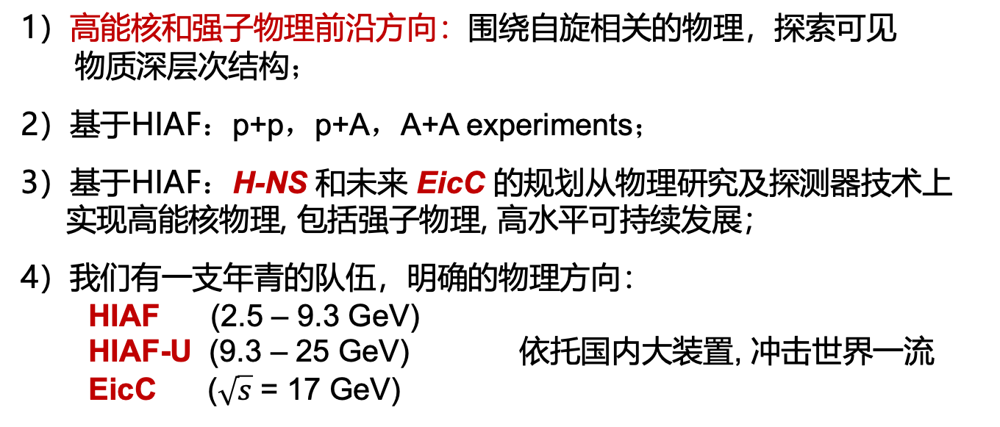 1）高能核和强子物理前沿方向：围绕自旋相关的物理，探索可见
物质深层次结构；
2）基于HIAF：p+p，p+A，A+A experiments；
3）基于HIAF：H-NS 和未来 EicC 的规划从物理研究及探测器技术上
实现高能核物理, 包括强子物理, 高水平可持续发展；
4）我们有一支年青的队伍，明确的物理方向：
HIAF (2.5 – 9.3 GeV)
HIAF-U (9.3 – 25 GeV) 依托国内大装置, 冲击世界一流
EicC (√s = 17 GeV)